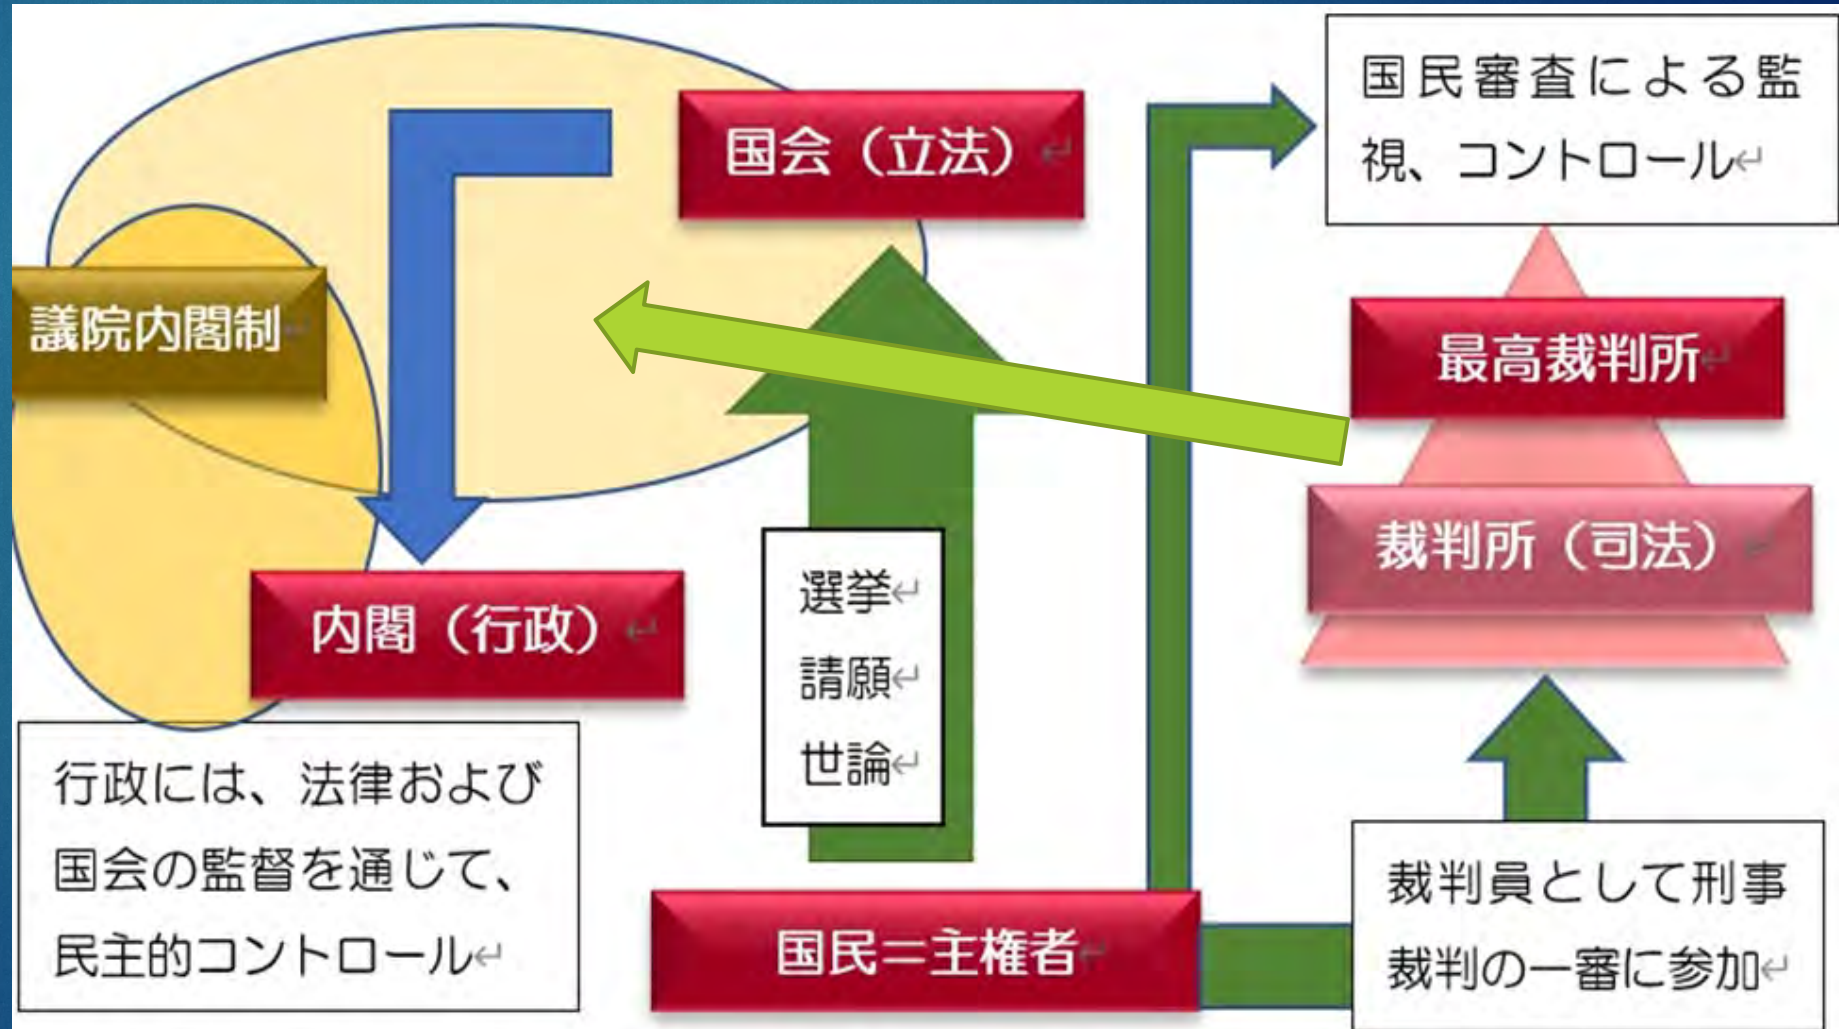 国会（立法）
国民審査による監
視、コントロール
議院内閣制
最高裁判所
裁判所（司法）
内閣（行政）
選挙
請願
世論
行政には、法律および
国会の監督を通じて、
民主的コントロール
国民＝主権者
裁判員として刑事
裁判の一審に参加